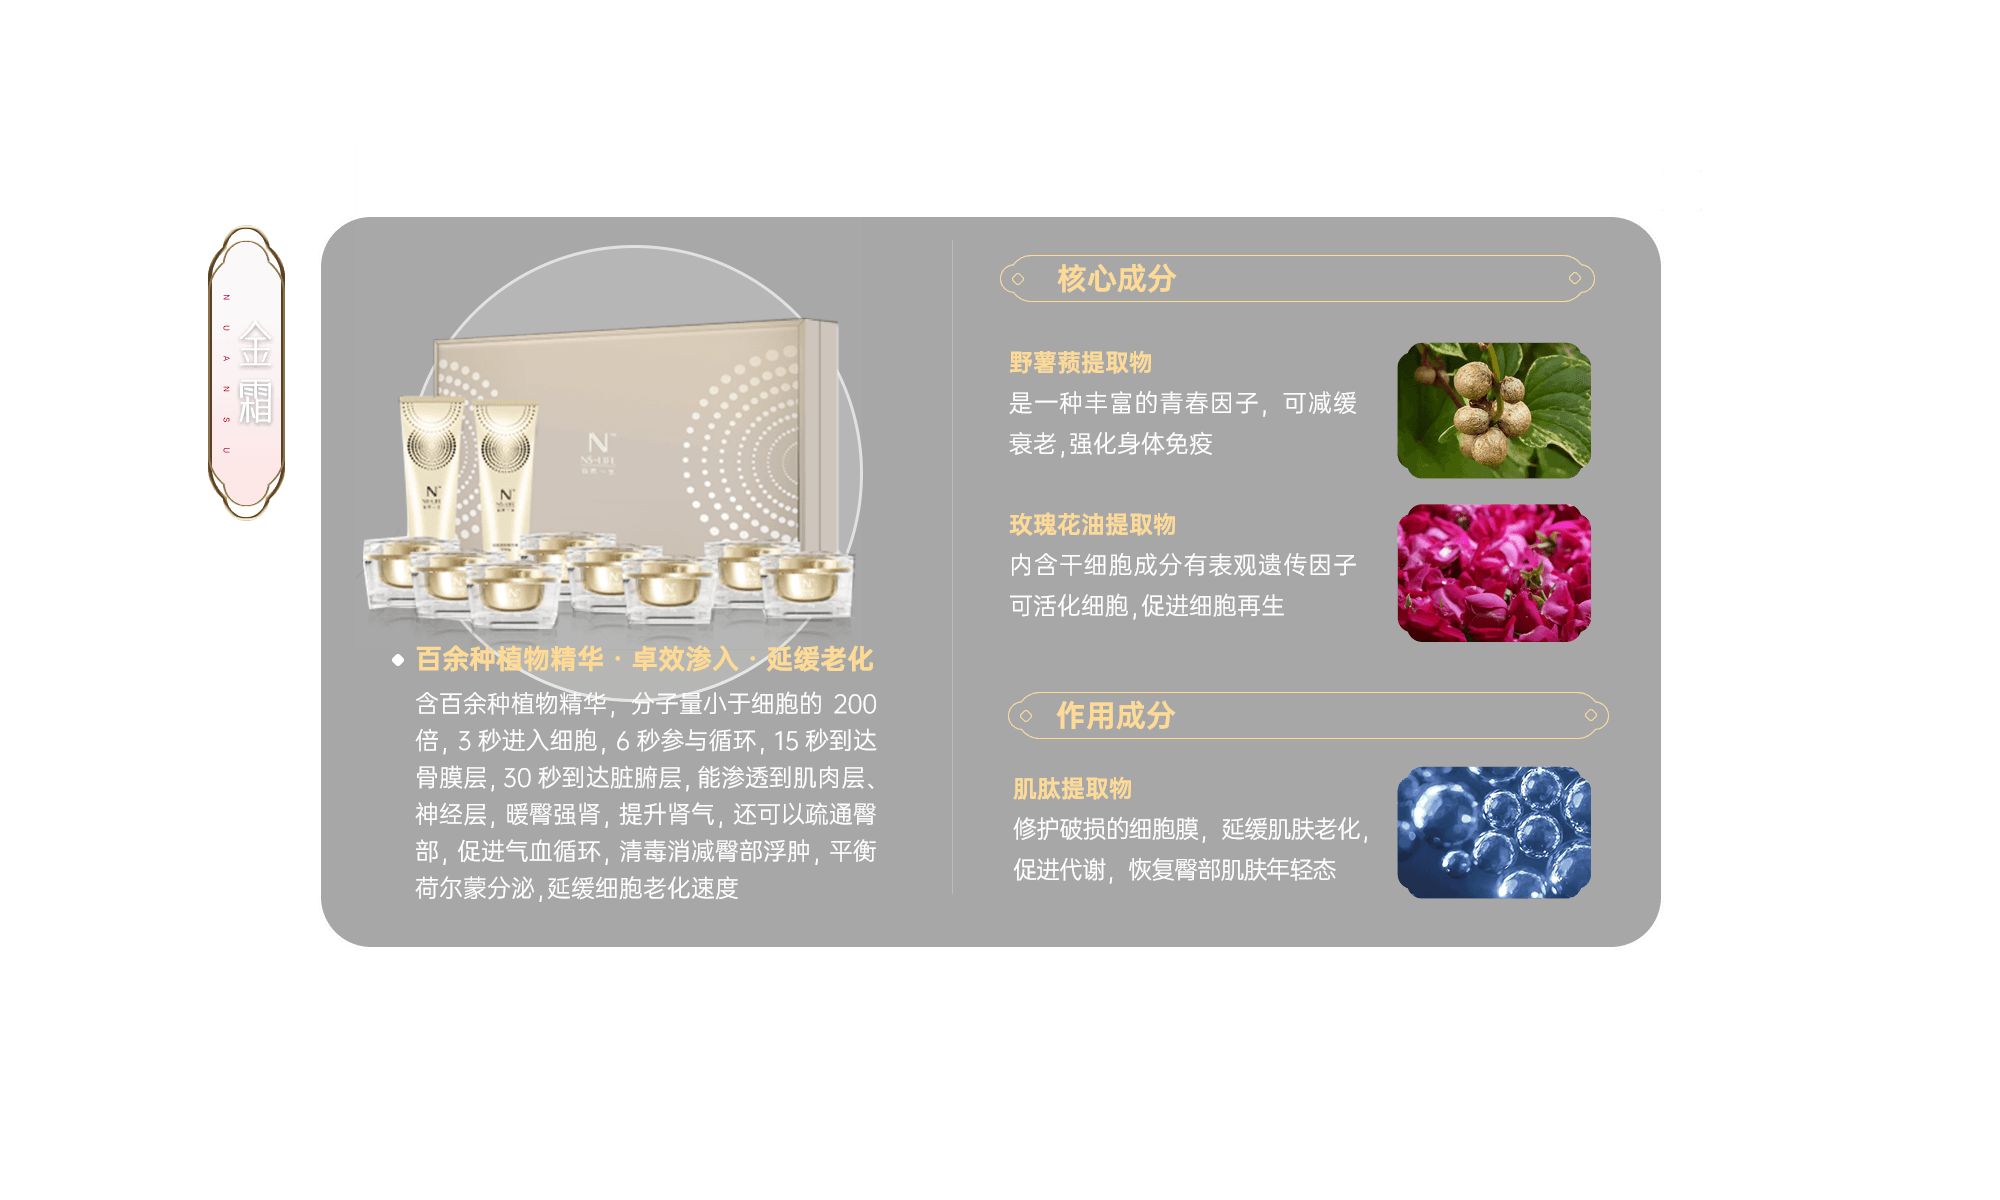 金霜
NUANSU
N
NS·LIFE
N
N
百余种植物精华 · 卓效渗入 · 延缓老化
含百余种植物精华，分子量小于细胞的 200
倍，3 秒进入细胞，6 秒参与循环，15 秒到达
骨膜层，30 秒到达脏腑层，能渗透到肌肉层、
神经层，暖臀强肾，提升肾气，还可以疏通臀
部，促进气血循环，清毒消减臀部浮肿，平衡
荷尔蒙分泌，延缓细胞老化速度
核心成分
野薯蓣提取物
是一种丰富的青春因子，可减缓
衰老，强化身体免疫
玫瑰花油提取物
内含干细胞成分有表观遗传因子
可活化细胞，促进细胞再生
作用成分
肌肽提取物
修护破损的细胞膜，延缓肌肤老化，
促进代谢，恢复臀部肌肤年轻态